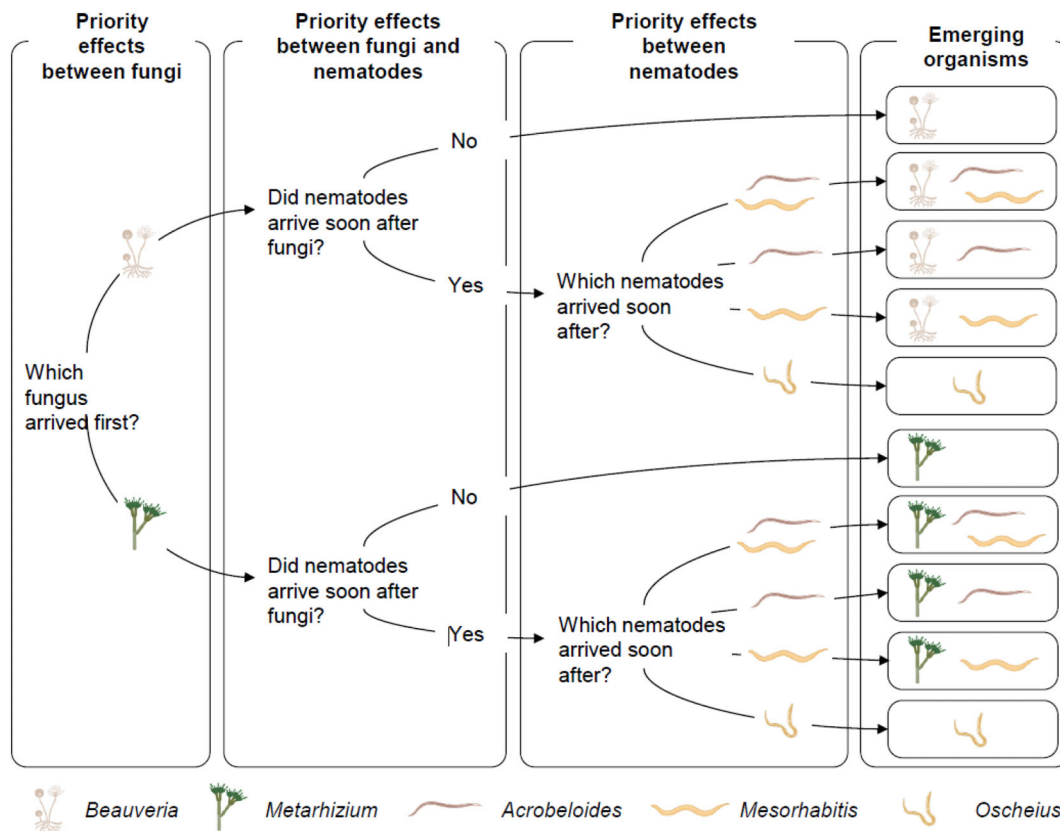 Priority
effects
between fungi
Priority effects
between fungi and
nematodes
Priority effects
between
nematodes
Emerging
organisms
No
Did nematodes
arrive soon after
fungi?
Yes
Which nematodes
arrived soon
after?
Which
fungus
arrived first?
No
Did nematodes
arrive soon after
fungi?
Yes
Which nematodes
arrived soon
after?
Beauveria
Metarhizium
Acrobeloides
Mesorhabitis
Oscheius